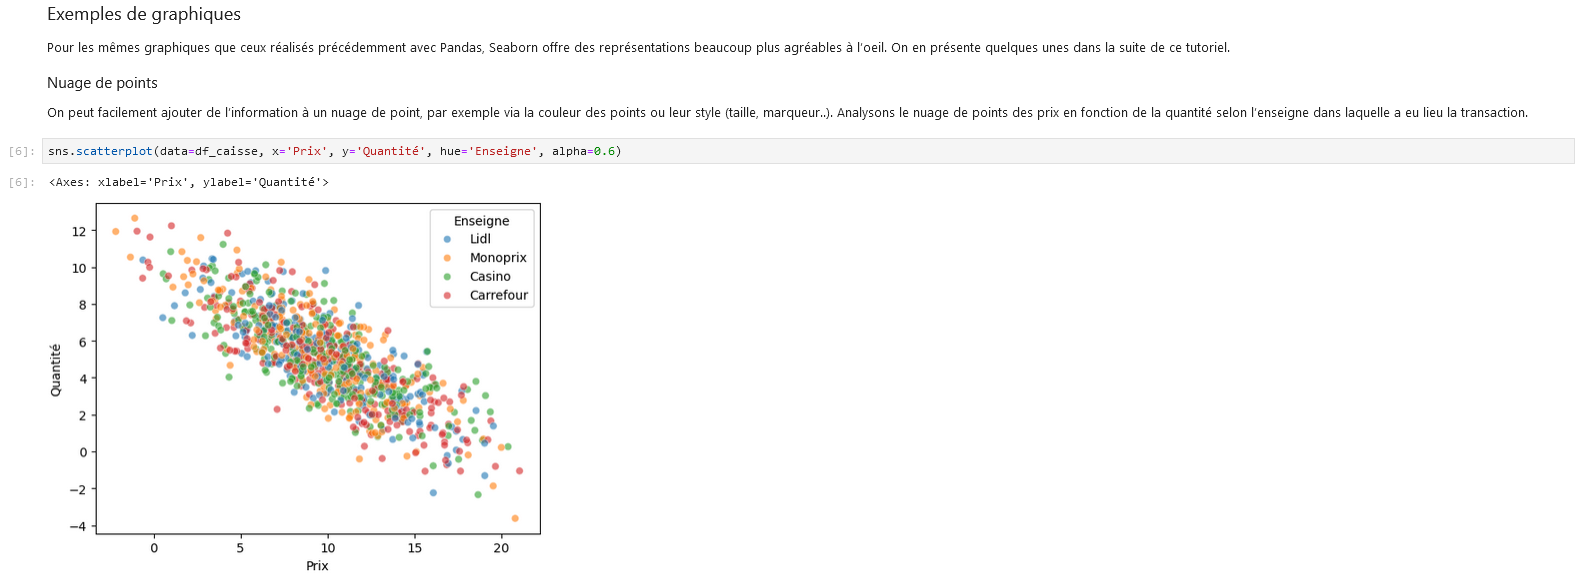 Exemples de graphiques
Pour les mêmes graphiques que ceux réalisés précédemment avec Pandas, Seaborn offre des représentations beaucoup plus agréables à l'oeil. On en présente quelques unes dans la suite de ce tutoriel.
Nuage de points
On peut facilement ajouter de l'information à un nuage de point, par exemple via la couleur des points ou leur style (taille, marqueur..). Analysons le nuage de points des prix en fonction de la quantité selon l'enseigne dans laquelle a eu lieu la transaction.
[6]: sns.scatterplot(data=df_caisse, x='Prix', y='Quantité', hue='Enseigne', alpha=0.6)
[6]: <Axes: xlabel='Prix', ylabel='Quantité'>
Enseigne
Lidl
Monoprix
Casino
Carrefour
12
10
8
6
4
2
0
−2
−4
Quantité
0 5 10 15 20
Prix